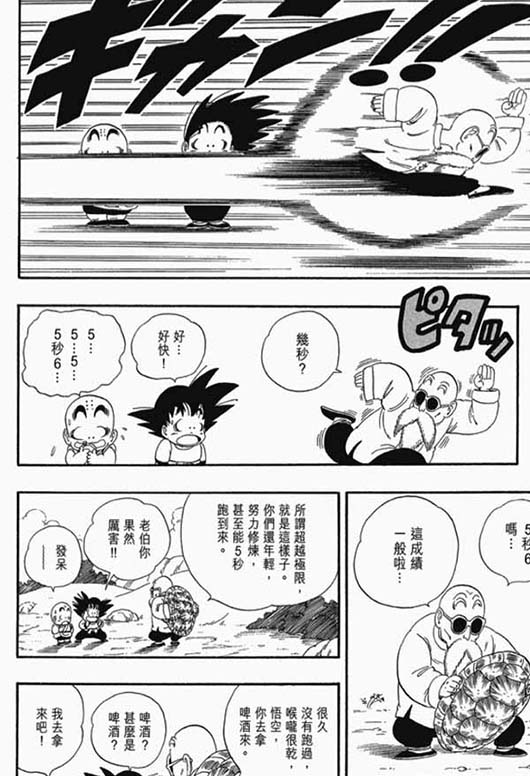 ギューン!!
ピタッ
幾秒？
好…
好快！
5…
5…5…
5秒6…
5秒6
嗎…
這成績
一般啦…
所謂超越極限，
就是這樣子。
你們還年輕，
努力修煉，
甚至能5秒
跑到來。
老伯你
果然
厲害!!
發呆
——
很久
沒有跑過，
喉嚨很乾，
悟空，
你去拿
啤酒來。
啤酒？
甚麼是
啤酒？
我去拿
來吧！